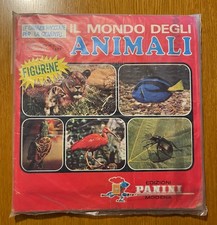 IL MONDO DEGLI
ANIMALI
FIGURINE
EDIZIONI
PANINI
MODENA